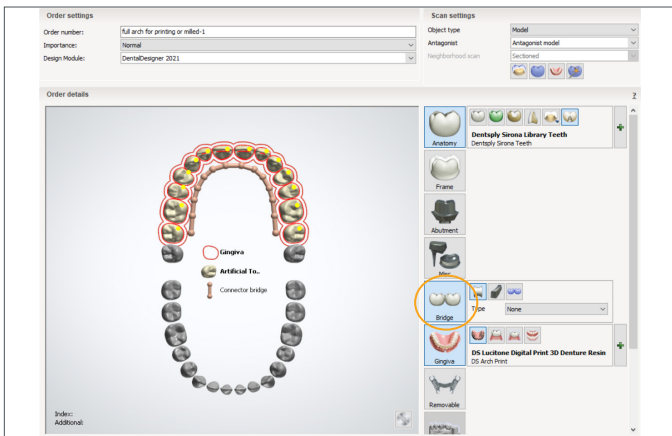 Order settings
Order number:
full arch for printing or milled-1
Importance:
Normal
Design Module:
DentalDesigner 2021
Scan settings
Object type
Model
Antagonist
Antagonist model
Neighborhood scan
Sectioned
Order details
?
Gingiva
Artificial To..
Connector bridge
Index:
Additional:
Anatomy
Dentsply Sirona Library Teeth
Dentsply Sirona Teeth
Frame
Abutment
Misc
Bridge
Type
None
Gingiva
DS Lucitone Digital Print 3D Denture Resin
DS Arch Print
Removable